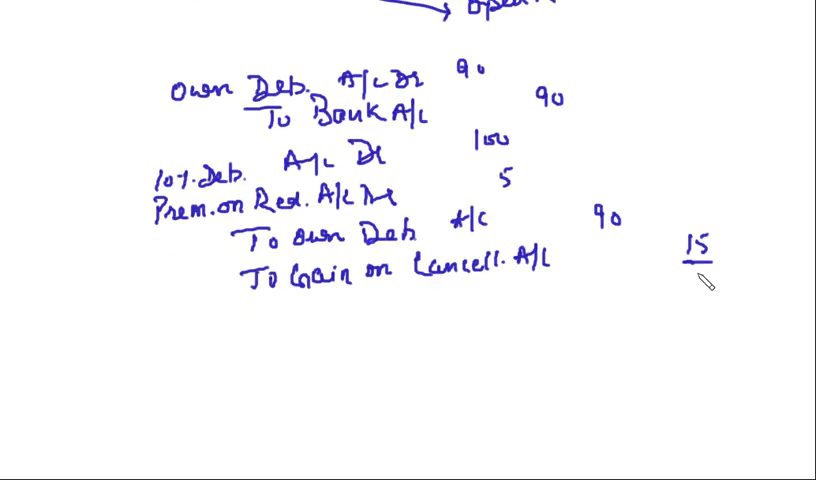 Own Deb. A/c Dr 90
To Bank A/c 90
10%. Deb. A/c Dr 100
Prem. on Red. A/c Dr 5
To own Deb A/c 90
To Gain on Cancell. A/c 15